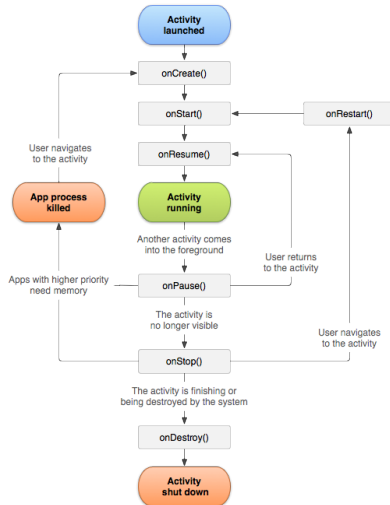 Activity
launched
onCreate()
onStart()
onRestart()
User navigates
to the activity
onResume()
App process
killed
Activity
running
Another activity comes
into the foreground
User returns
to the activity
Apps with higher priority
need memory
onPause()
The activity is
no longer visible
User navigates
to the activity
onStop()
The activity is finishing or
being destroyed by the system
onDestroy()
Activity
shut down